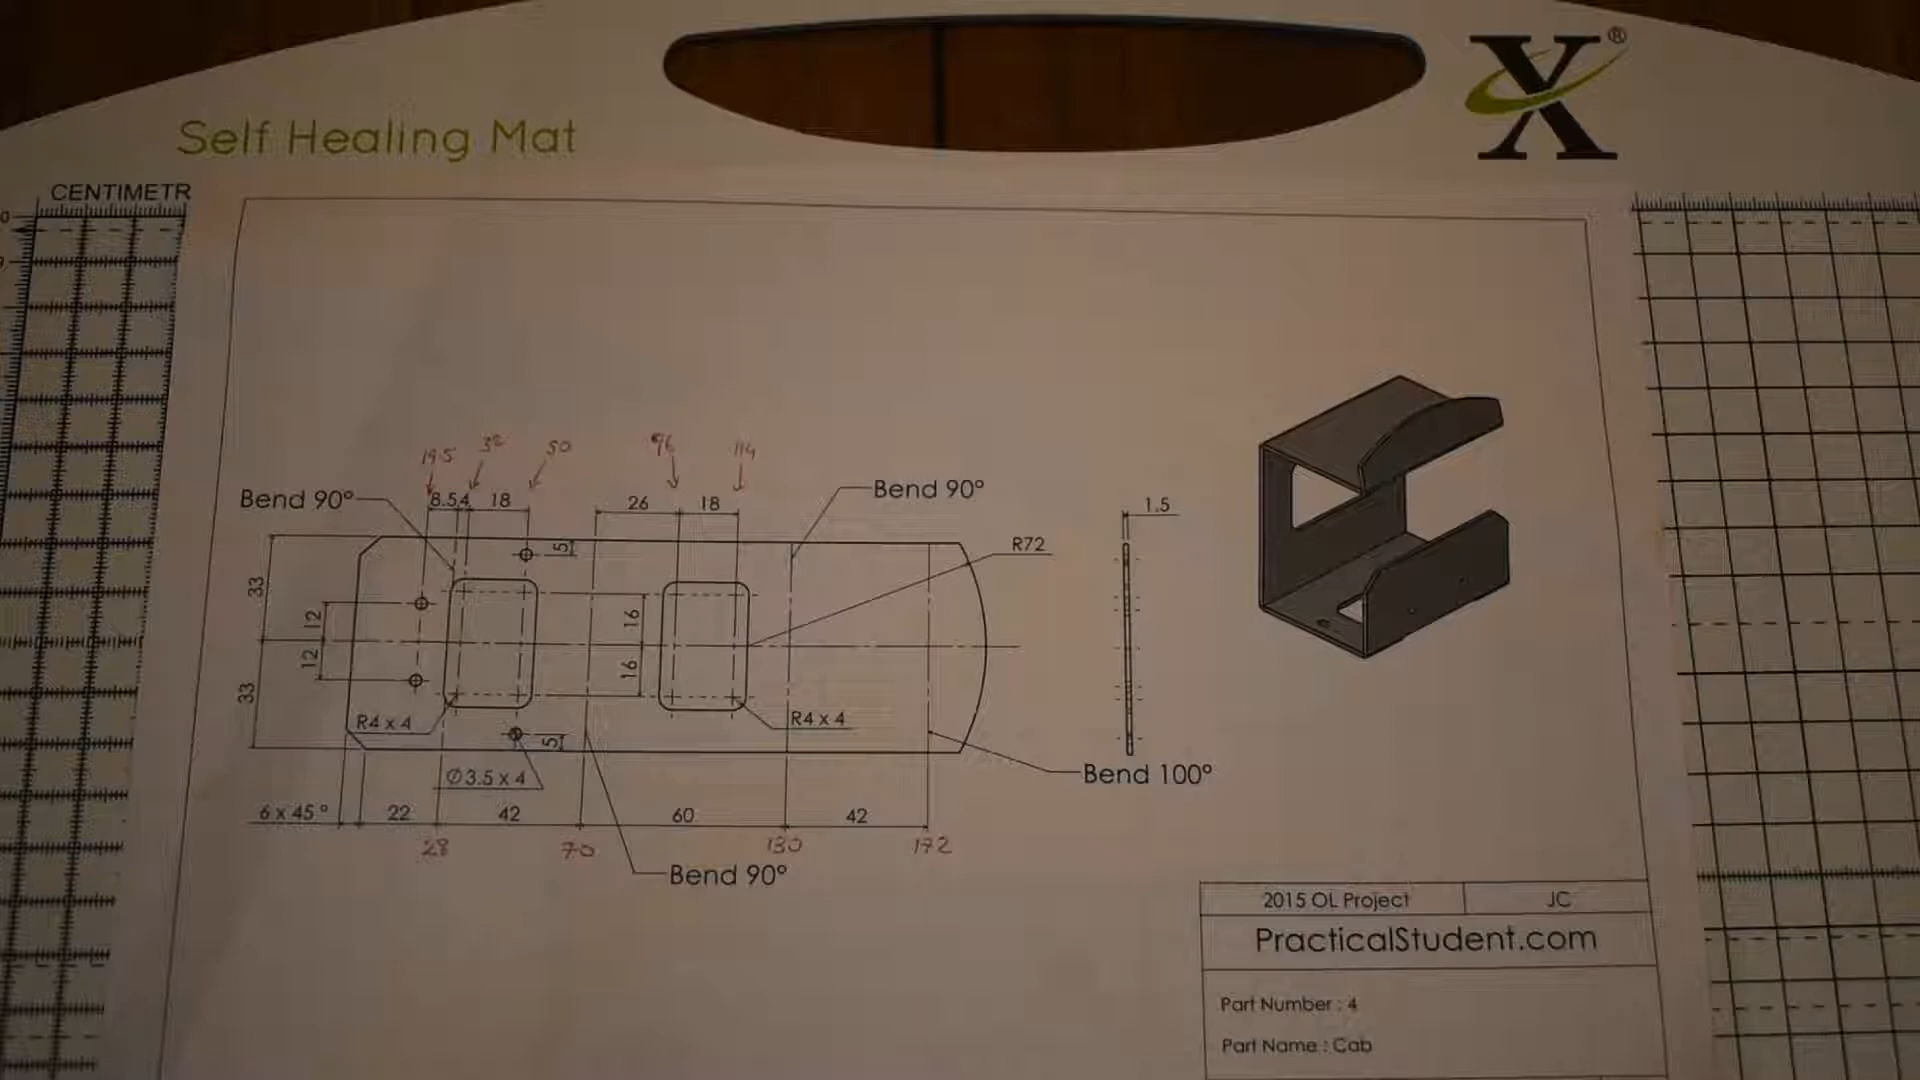 X®
Self Healing Mat
CENTIMETR
0
19.5
32
50
96
114
Bend 90°
8.5
4
18
26
18
Bend 90°
1.5
R72
5
33
12
16
12
16
33
R4 x 4
R4 x 4
5
Ø3.5 x 4
Bend 100°
6 x 45°
22
42
60
42
28
70
130
172
Bend 90°
2015 OL Project
JC
PracticalStudent.com
Part Number : 4
Part Name : Cab